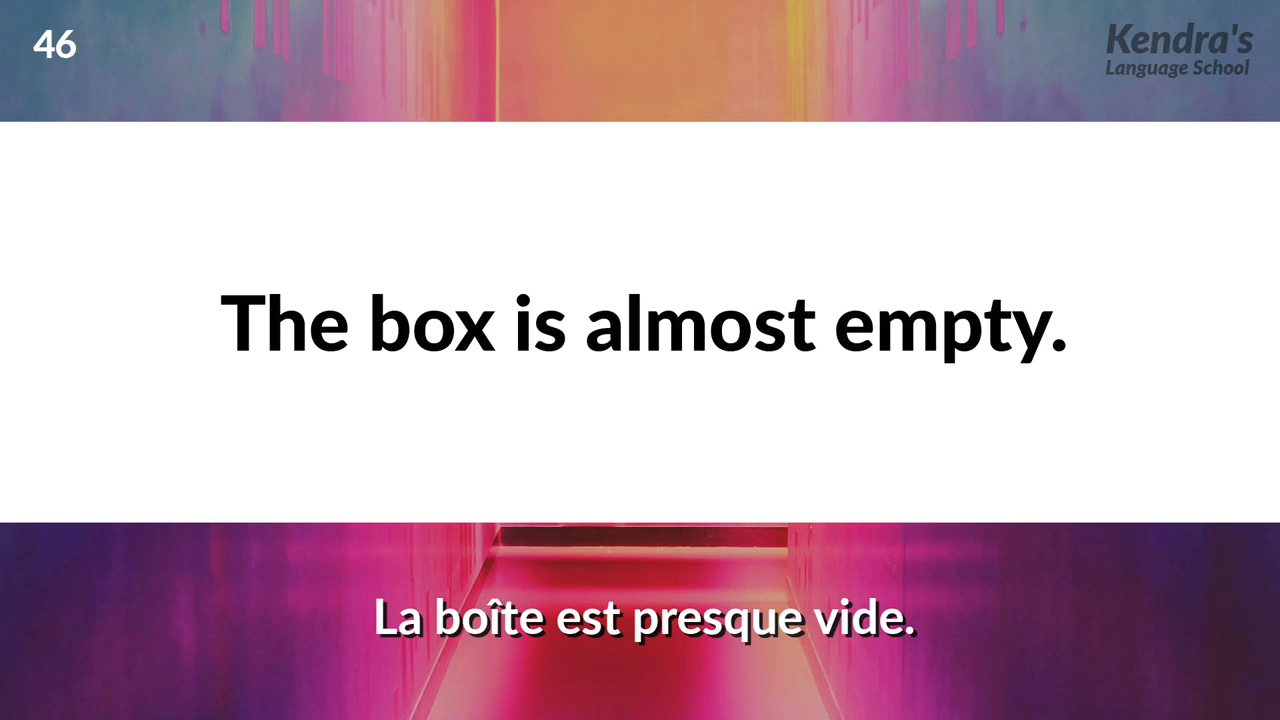 46
Kendra's
Language School
The box is almost empty.
La boîte est presque vide.